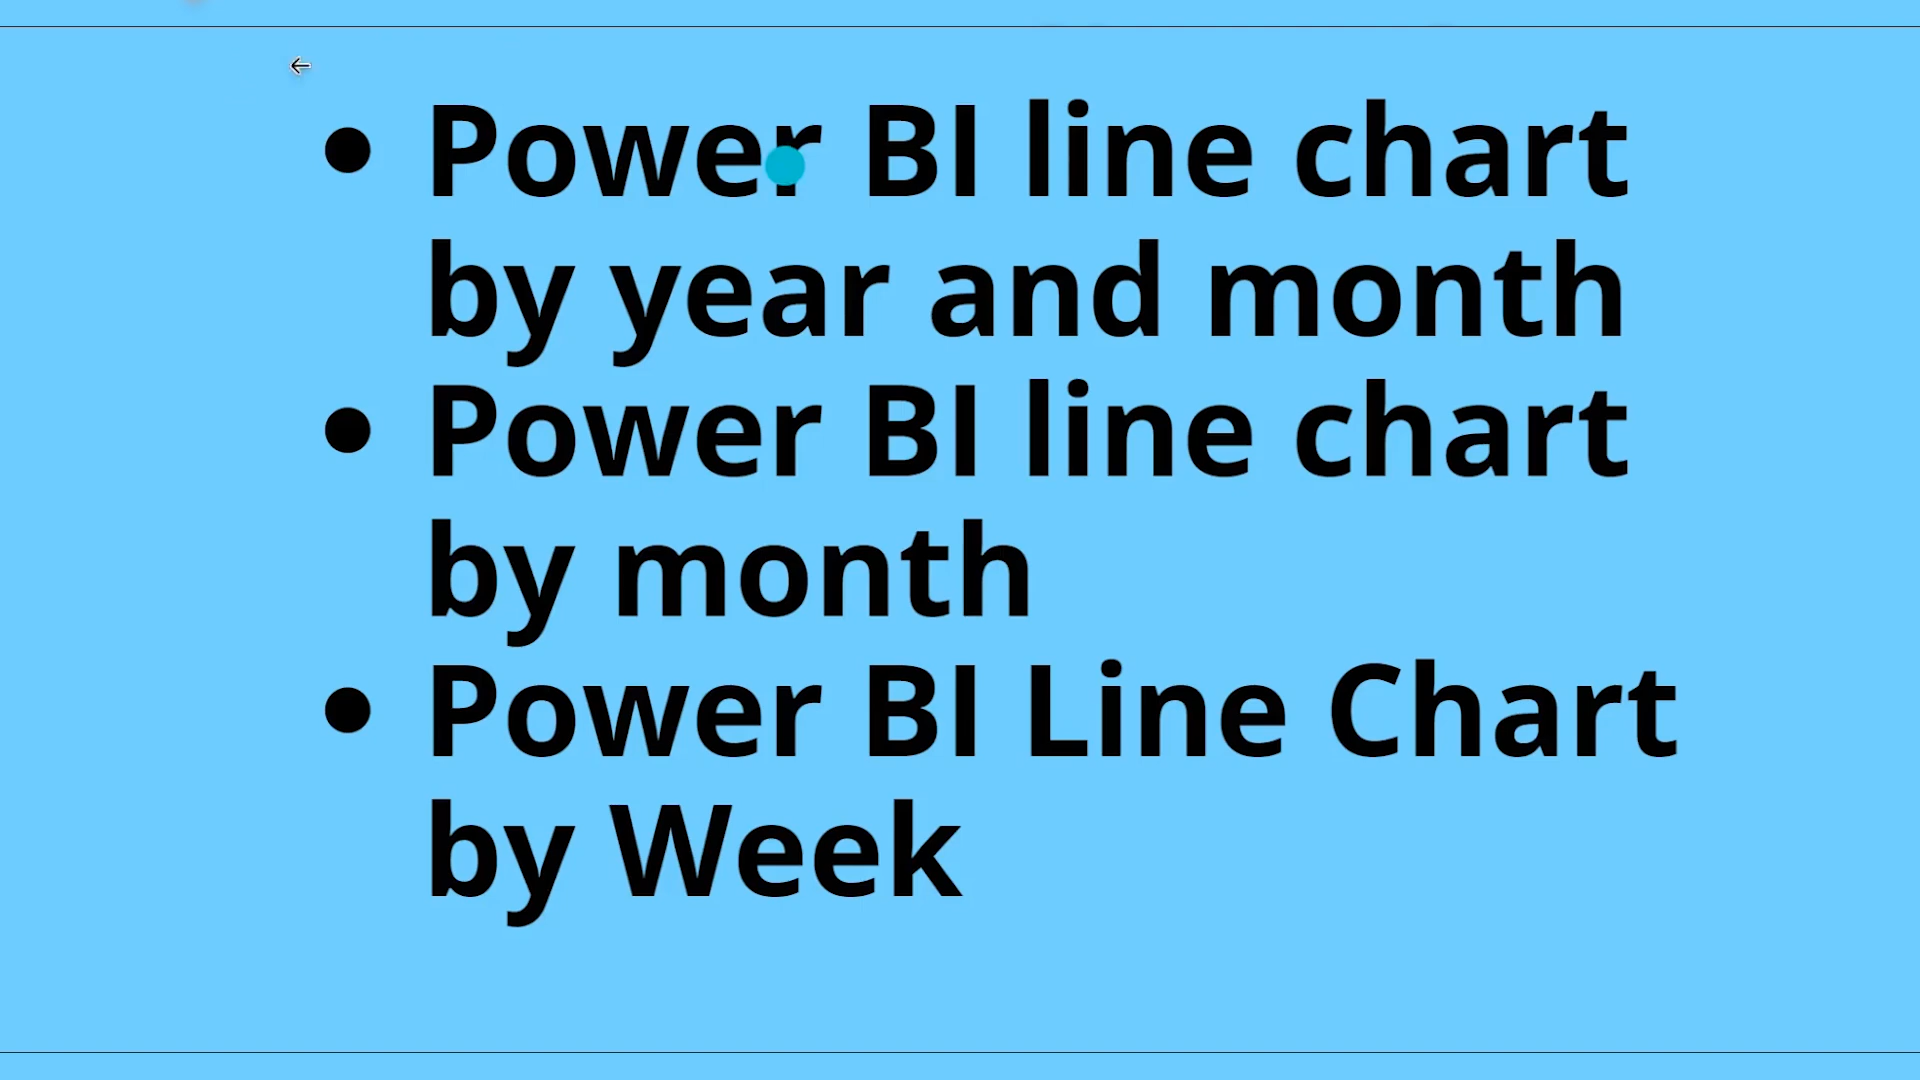 • Power BI line chart
by year and month
• Power BI line chart
by month
• Power BI Line Chart
by Week